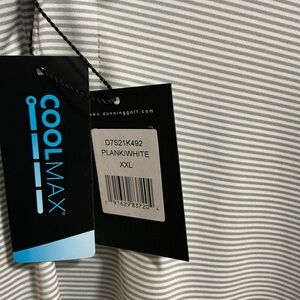 COOLMAX®
www.dunninggolf.com
D7S21K492
PLANK/WHITE
XXL